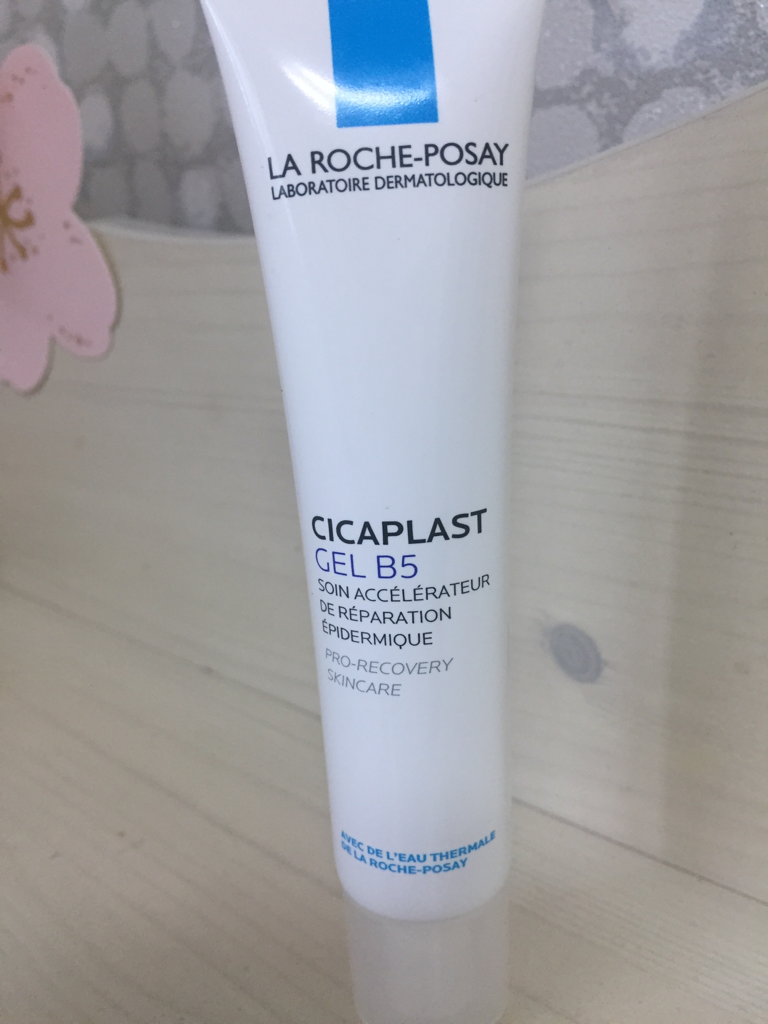 LA ROCHE-POSAY
LABORATOIRE DERMATOLOGIQUE
CICAPLAST
GEL B5
SOIN ACCÉLÉRATEUR
DE RÉPARATION
ÉPIDERMIQUE
PRO-RECOVERY
SKINCARE
AVEC DE L'EAU THERMALE
DE LA ROCHE-POSAY